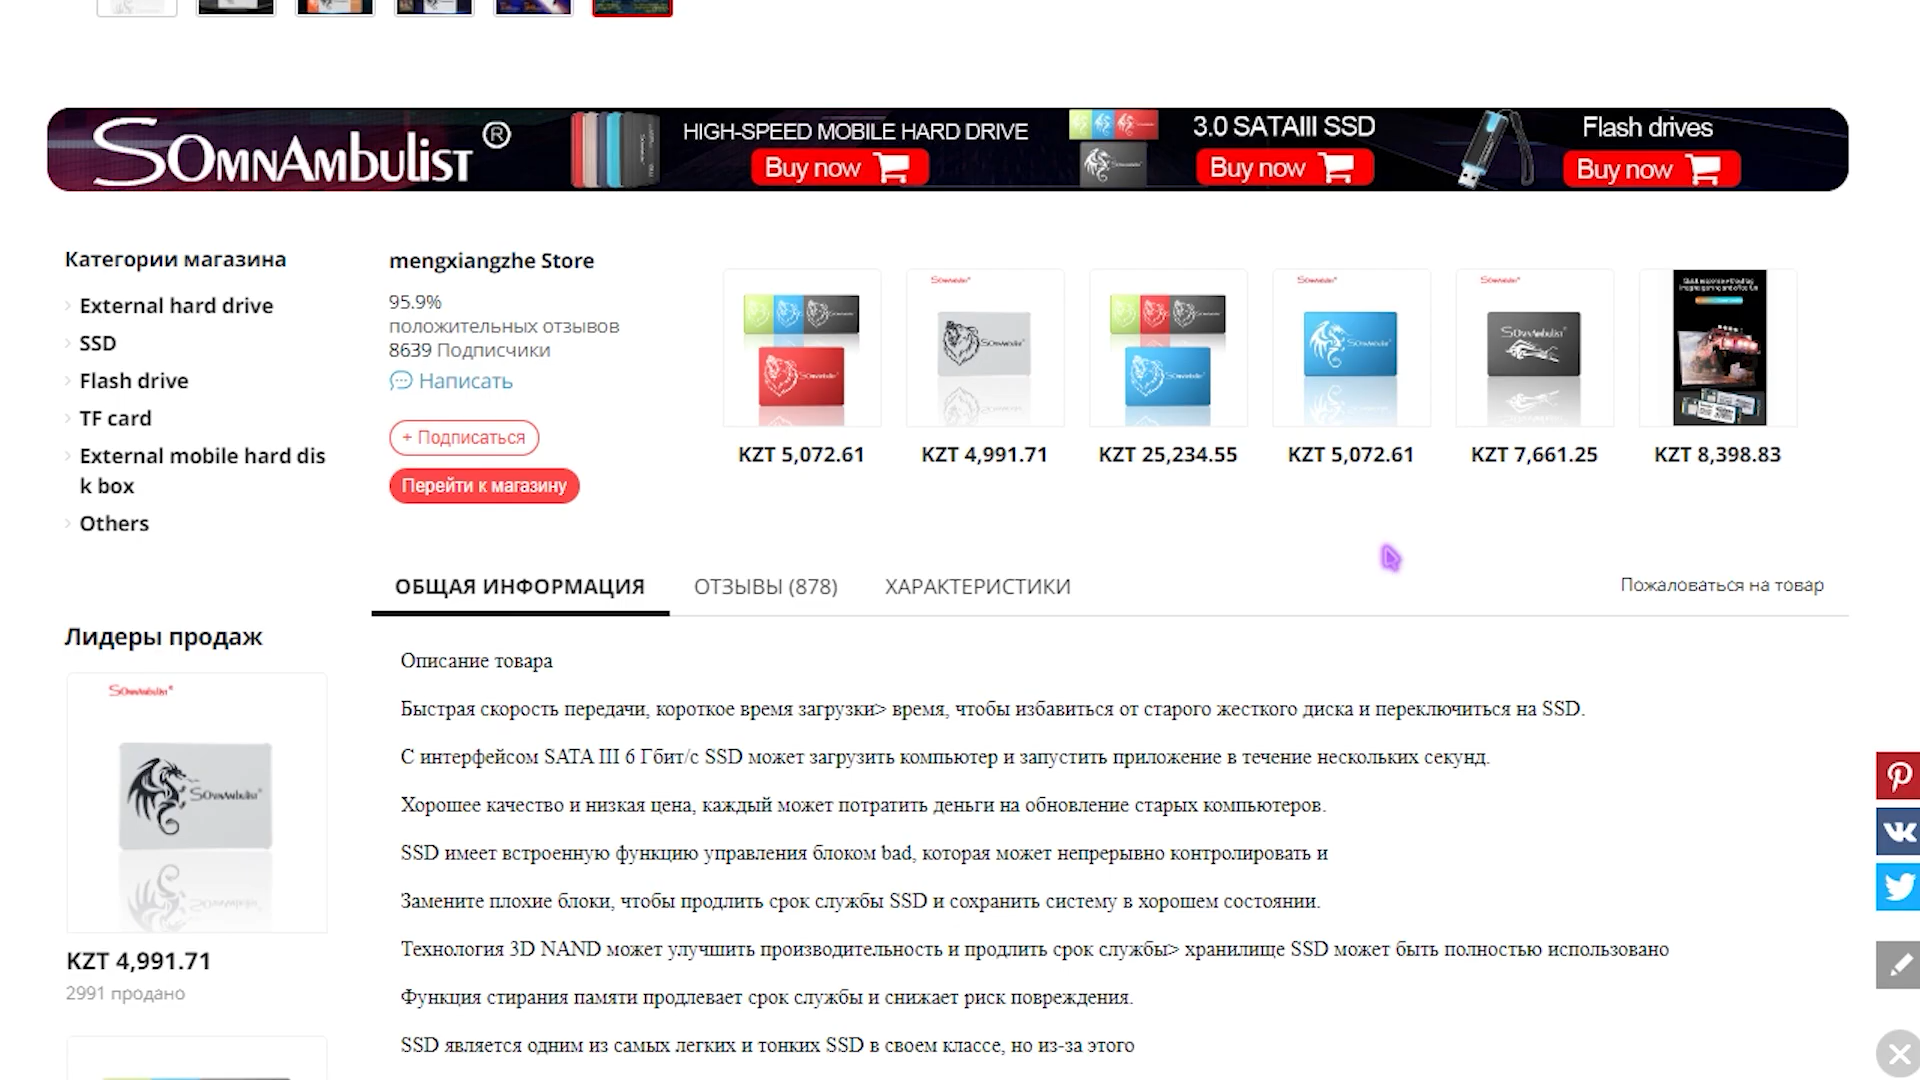 SOmnAmbulist ®
HIGH-SPEED MOBILE HARD DRIVE
Buy now
3.0 SATAIII SSD
Buy now
Flash drives
Buy now
Категории магазина
External hard drive
SSD
Flash drive
TF card
External mobile hard dis
k box
Others
mengxiangzhe Store
95.9%
положительных отзывов
8639 Подписчики
Написать
+ Подписаться
Перейти к магазину
KZT 5,072.61
KZT 4,991.71
KZT 25,234.55
KZT 5,072.61
SOmnAmbulist
KZT 7,661.25
KZT 8,398.83
ОБЩАЯ ИНФОРМАЦИЯ
ОТЗЫВЫ (878)
ХАРАКТЕРИСТИКИ
Пожаловаться на товар
Лидеры продаж
SOmnAmbulist
SOmnAmbulist
KZT 4,991.71
2991 продано
Описание товара
Быстрая скорость передачи, короткое время загрузки> время, чтобы избавиться от старого жесткого диска и переключиться на SSD.
С интерфейсом SATA III 6 Гбит/с SSD может загрузить компьютер и запустить приложение в течение нескольких секунд.
Хорошее качество и низкая цена, каждый может потратить деньги на обновление старых компьютеров.
SSD имеет встроенную функцию управления блоком bad, которая может непрерывно контролировать и
Замените плохие блоки, чтобы продлить срок службы SSD и сохранить систему в хорошем состоянии.
Технология 3D NAND может улучшить производительность и продлить срок службы> хранилище SSD может быть полностью использовано
Функция стирания памяти продлевает срок службы и снижает риск повреждения.
SSD является одним из самых легких и тонких SSD в своем классе, но из-за этого